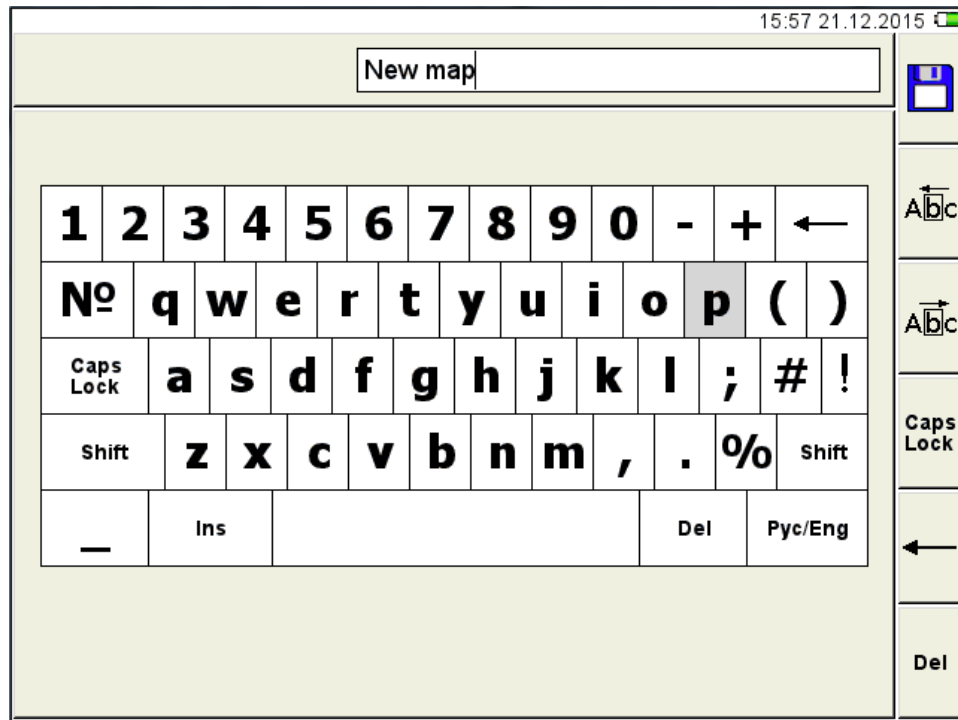 15:57 21.12.2015
New map
1 2 3 4 5 6 7 8 9 0 - + ←
№ q w e r t y u i o p ( )
Caps Lock a s d f g h j k l ; # !
Shift z x c v b n m , . % Shift
_ Ins Del Рус/Eng
Abc
Abc
Caps
Lock
←
Del